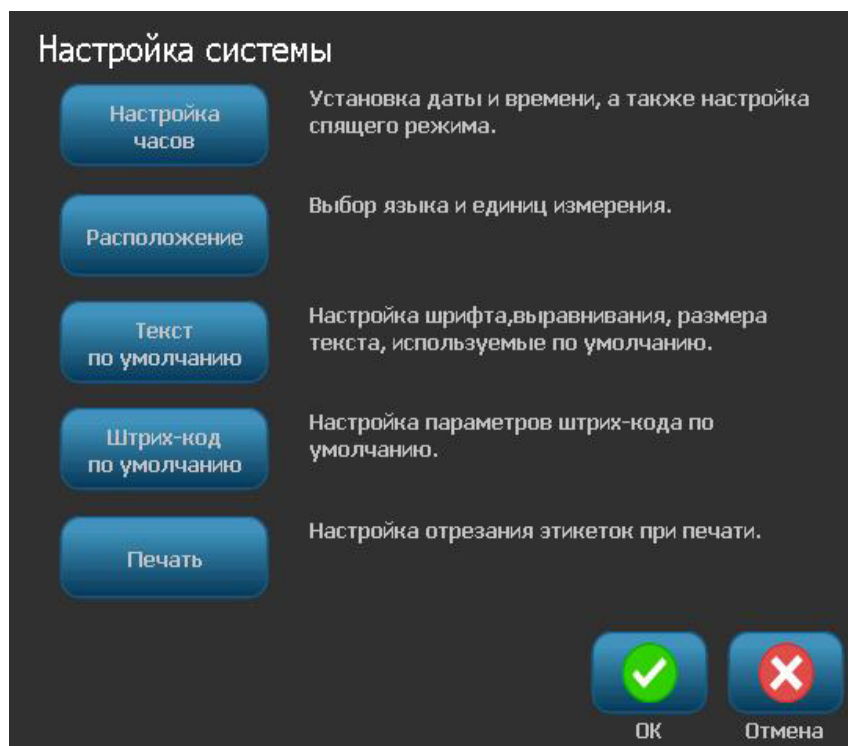 Настройка системы
Настройка
часов
Установка даты и времени, а также настройка
спящего режима.
Расположение
Выбор языка и единиц измерения.
Текст
по умолчанию
Настройка шрифта,выравнивания, размера
текста, используемые по умолчанию.
Штрих-код
по умолчанию
Настройка параметров штрих-кода по
умолчанию.
Печать
Настройка отрезания этикеток при печати.
ОК
Отмена